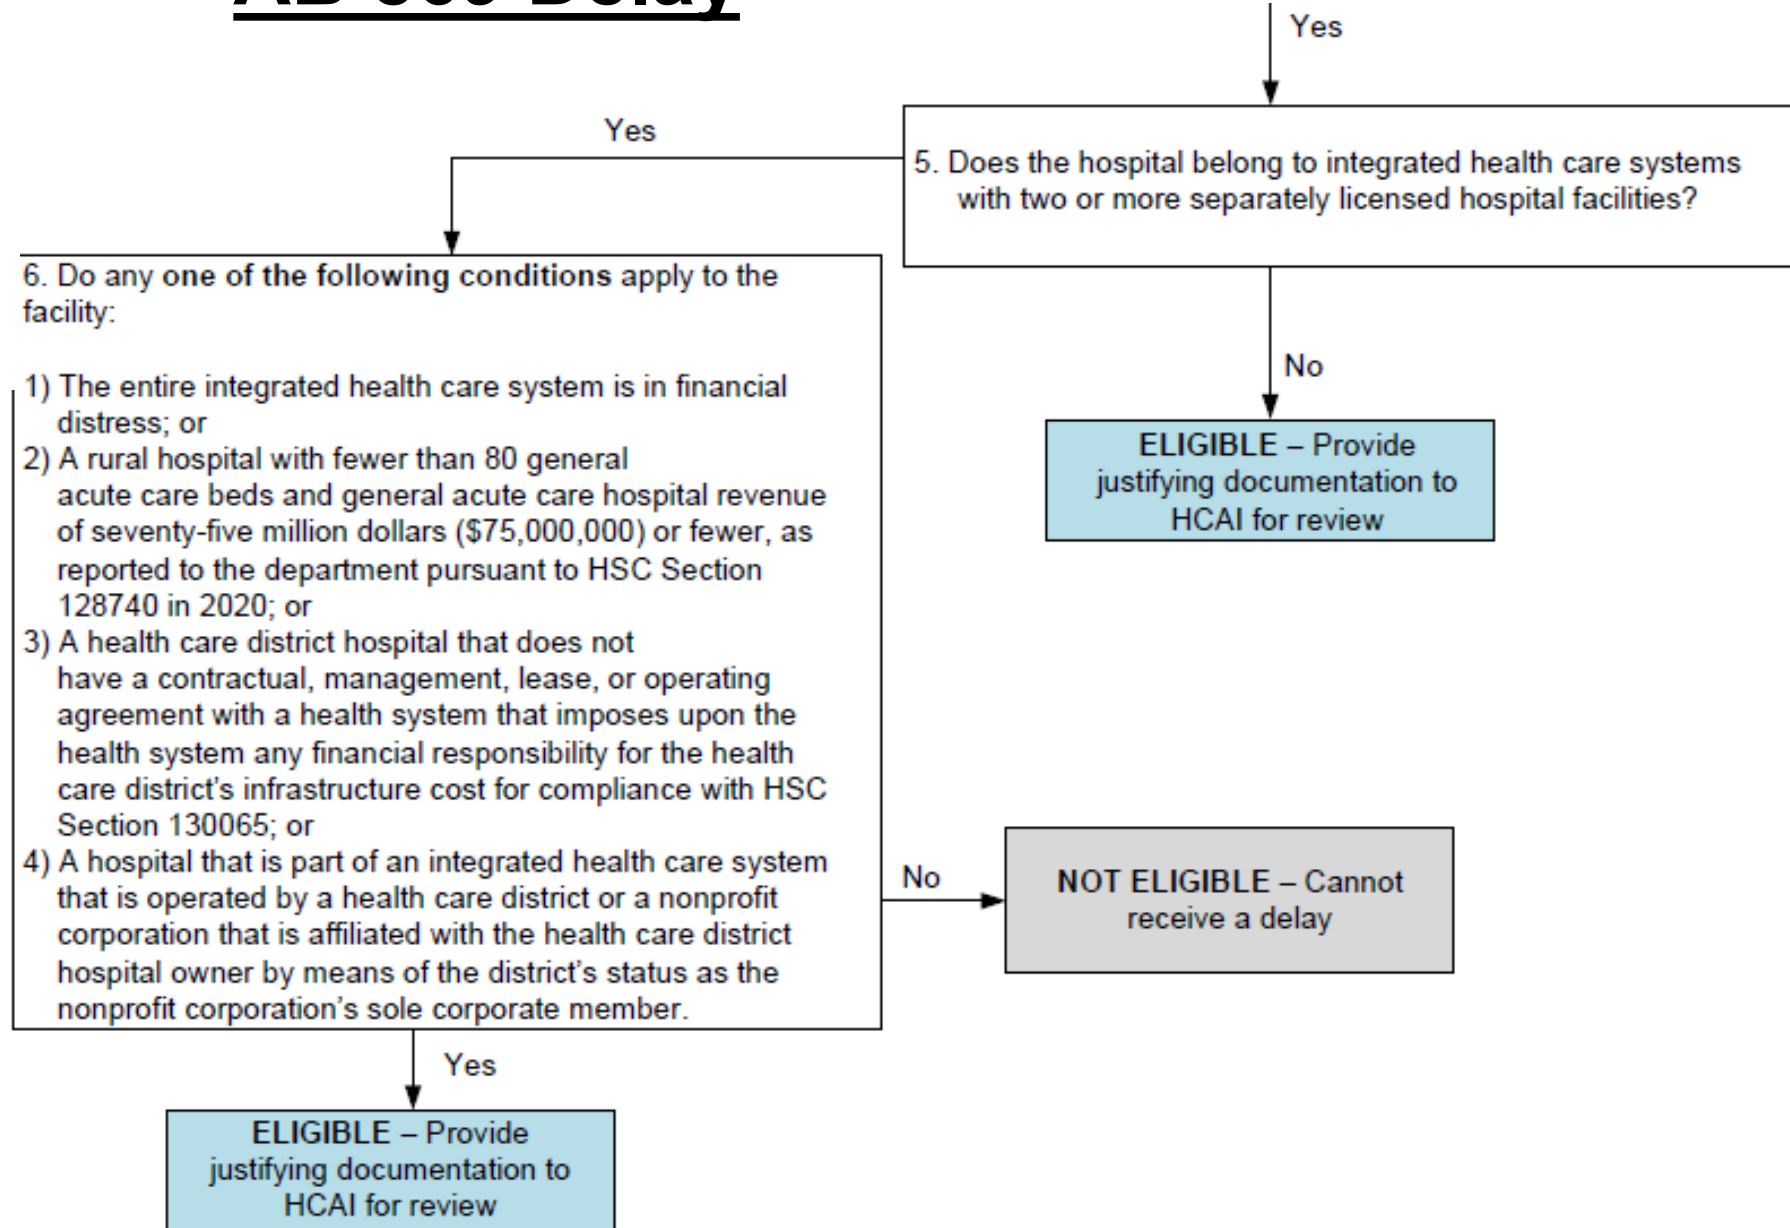 Delay
Yes
Yes
5. Does the hospital belong to integrated health care systems
with two or more separately licensed hospital facilities?
6. Do any one of the following conditions apply to the
facility:
1) The entire integrated health care system is in financial
distress; or
2) A rural hospital with fewer than 80 general
acute care beds and general acute care hospital revenue
of seventy-five million dollars ($75,000,000) or fewer, as
reported to the department pursuant to HSC Section
128740 in 2020; or
3) A health care district hospital that does not
have a contractual, management, lease, or operating
agreement with a health system that imposes upon the
health system any financial responsibility for the health
care district's infrastructure cost for compliance with HSC
Section 130065; or
4) A hospital that is part of an integrated health care system
that is operated by a health care district or a nonprofit
corporation that is affiliated with the health care district
hospital owner by means of the district's status as the
nonprofit corporation's sole corporate member.
No
ELIGIBLE – Provide
justifying documentation to
HCAI for review
No
NOT ELIGIBLE – Cannot
receive a delay
Yes
ELIGIBLE – Provide
justifying documentation to
HCAI for review